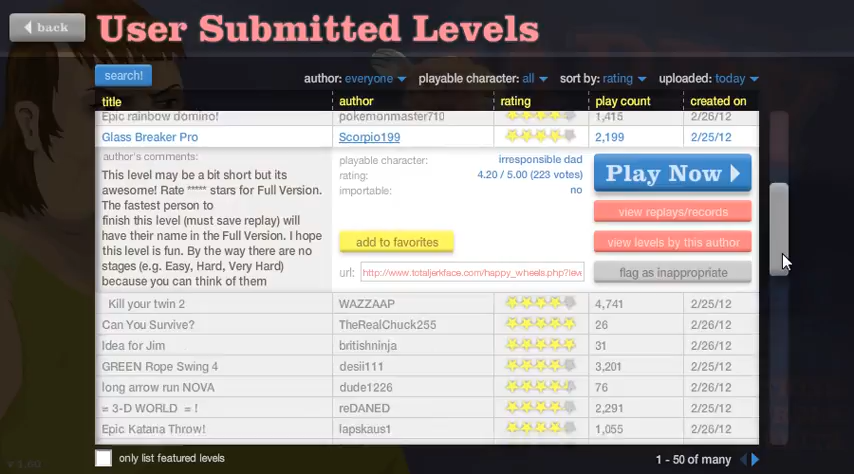 back
User Submitted Levels
search!
author: everyone
playable character: all
sort by: rating
uploaded: today
title author rating play count created on
Epic rainbow domino! pokemonmaster710 1,415 2/26/12
Glass Breaker Pro Scorpio199 2,199 2/25/12
author's comments:
This level may be a bit short but its
awesome! Rate ***** stars for Full Version.
The fastest person to
finish this level (must save replay) will
have their name in the Full Version. I hope
this level is fun. By the way there are no
stages (e.g. Easy, Hard, Very Hard)
because you can think of them
playable character: irresponsible dad
rating: 4.20 / 5.00 (223 votes)
importable: no
add to favorites
url: http://www.totaljerkface.com/happy_wheels.php?lev
Play Now
view replays/records
view levels by this author
flag as inappropriate
Kill your twin 2 WAZZAAP 4,741 2/25/12
Can You Survive? TheRealChuck255 26 2/26/12
Idea for Jim britishninja 31 2/26/12
GREEN Rope Swing 4 desii111 3,201 2/25/12
long arrow run NOVA dude1226 76 2/26/12
= 3-D WORLD = ! reDANED 2,291 2/25/12
Epic Katana Throw! lapskaus1 1,055 2/26/12
only list featured levels
1 - 50 of many